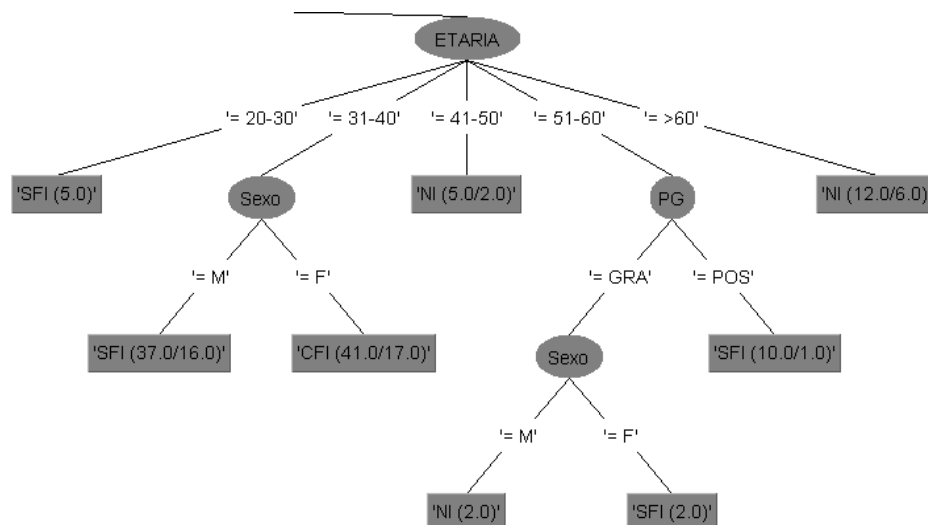 ETARIA
'= 20-30' '= 31-40' '= 41-50' '= 51-60' '= >60'
'SFI (5.0)' Sexo 'NI (5.0/2.0)' PG 'NI (12.0/6.0)
'= M' '= F' '= GRA' '= POS'
'SFI (37.0/16.0)' 'CFI (41.0/17.0)' Sexo 'SFI (10.0/1.0)'
'= M' '= F'
'NI (2.0)' 'SFI (2.0)'